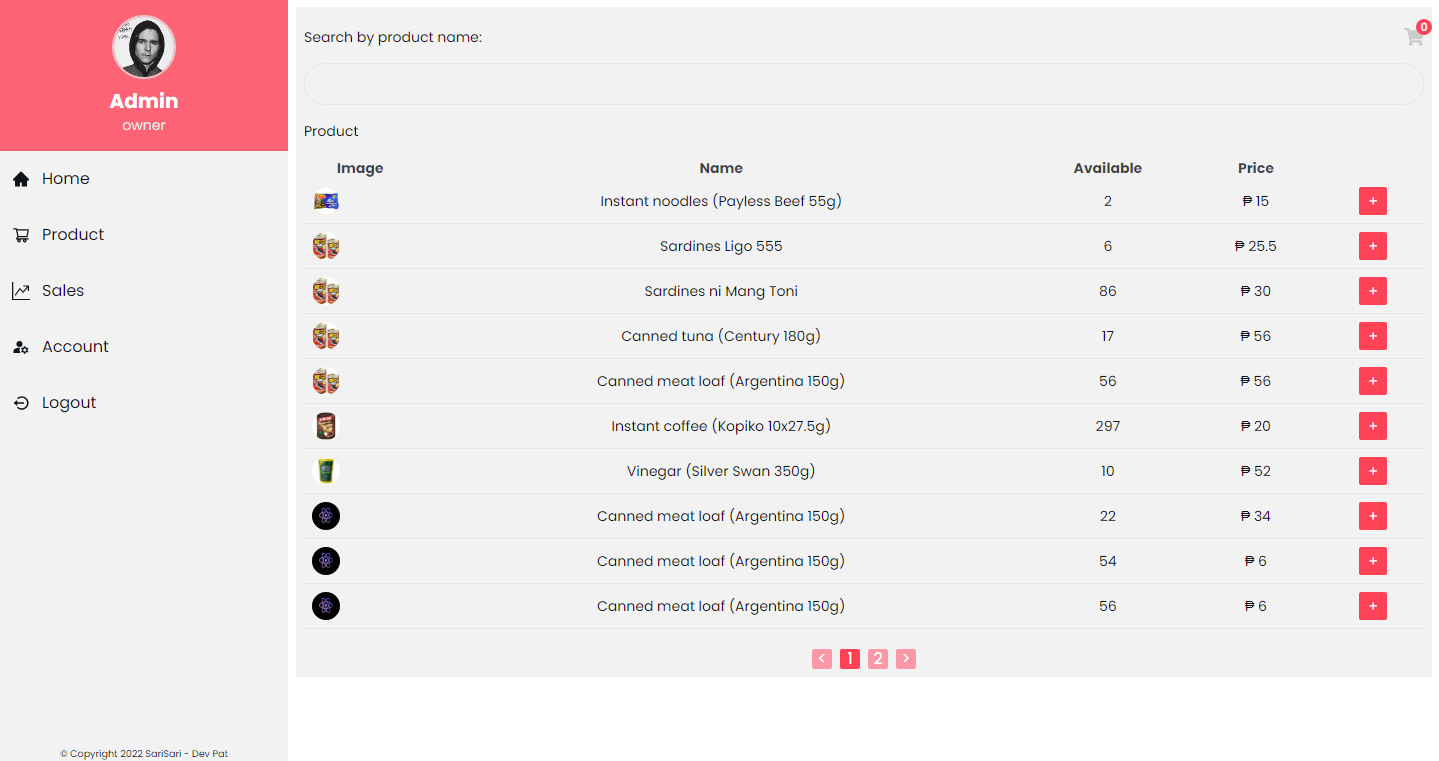 Admin
owner
Home
Product
Sales
Account
Logout
© Copyright 2022 SariSari - Dev Pat
Search by product name:
0
Product
Image Name Available Price
Instant noodles (Payless Beef 55g) 2 ₱ 15 +
Sardines Ligo 555 6 ₱ 25.5 +
Sardines ni Mang Toni 86 ₱ 30 +
Canned tuna (Century 180g) 17 ₱ 56 +
Canned meat loaf (Argentina 150g) 56 ₱ 56 +
Instant coffee (Kopiko 10x27.5g) 297 ₱ 20 +
Vinegar (Silver Swan 350g) 10 ₱ 52 +
Canned meat loaf (Argentina 150g) 22 ₱ 34 +
Canned meat loaf (Argentina 150g) 54 ₱ 6 +
Canned meat loaf (Argentina 150g) 56 ₱ 6 +
< 1 2 >